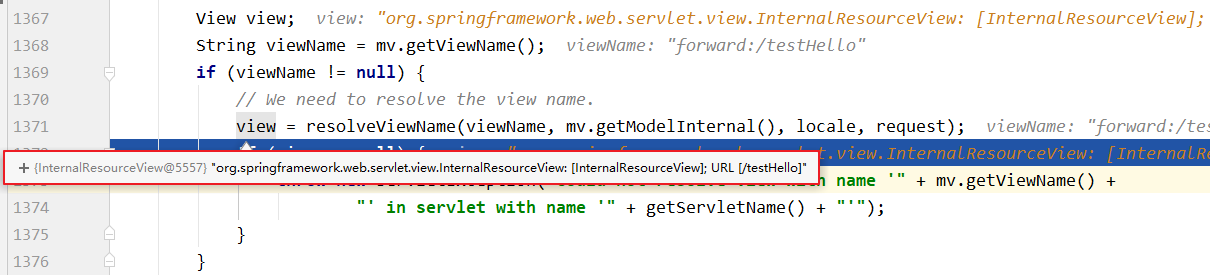 1367 View view; view: "org.springframework.web.servlet.view.InternalResourceView: [InternalResourceView];
1368 String viewName = mv.getViewName(); viewName: "forward:/testHello"
1369 if (viewName != null) {
1370 // We need to resolve the view name.
1371 view = resolveViewName(viewName, mv.getModelInternal(), locale, request); viewName: "forward:/tes
+ {InternalResourceView@5557} "org.springframework.web.servlet.view.InternalResourceView: [InternalResourceView]; URL [/testHello]"
.view.InternalResourceView: [Intern
with name '" + mv.getViewName() +
1374 "' in servlet with name '" + getServletName() + "'");
1375 }
1376 }